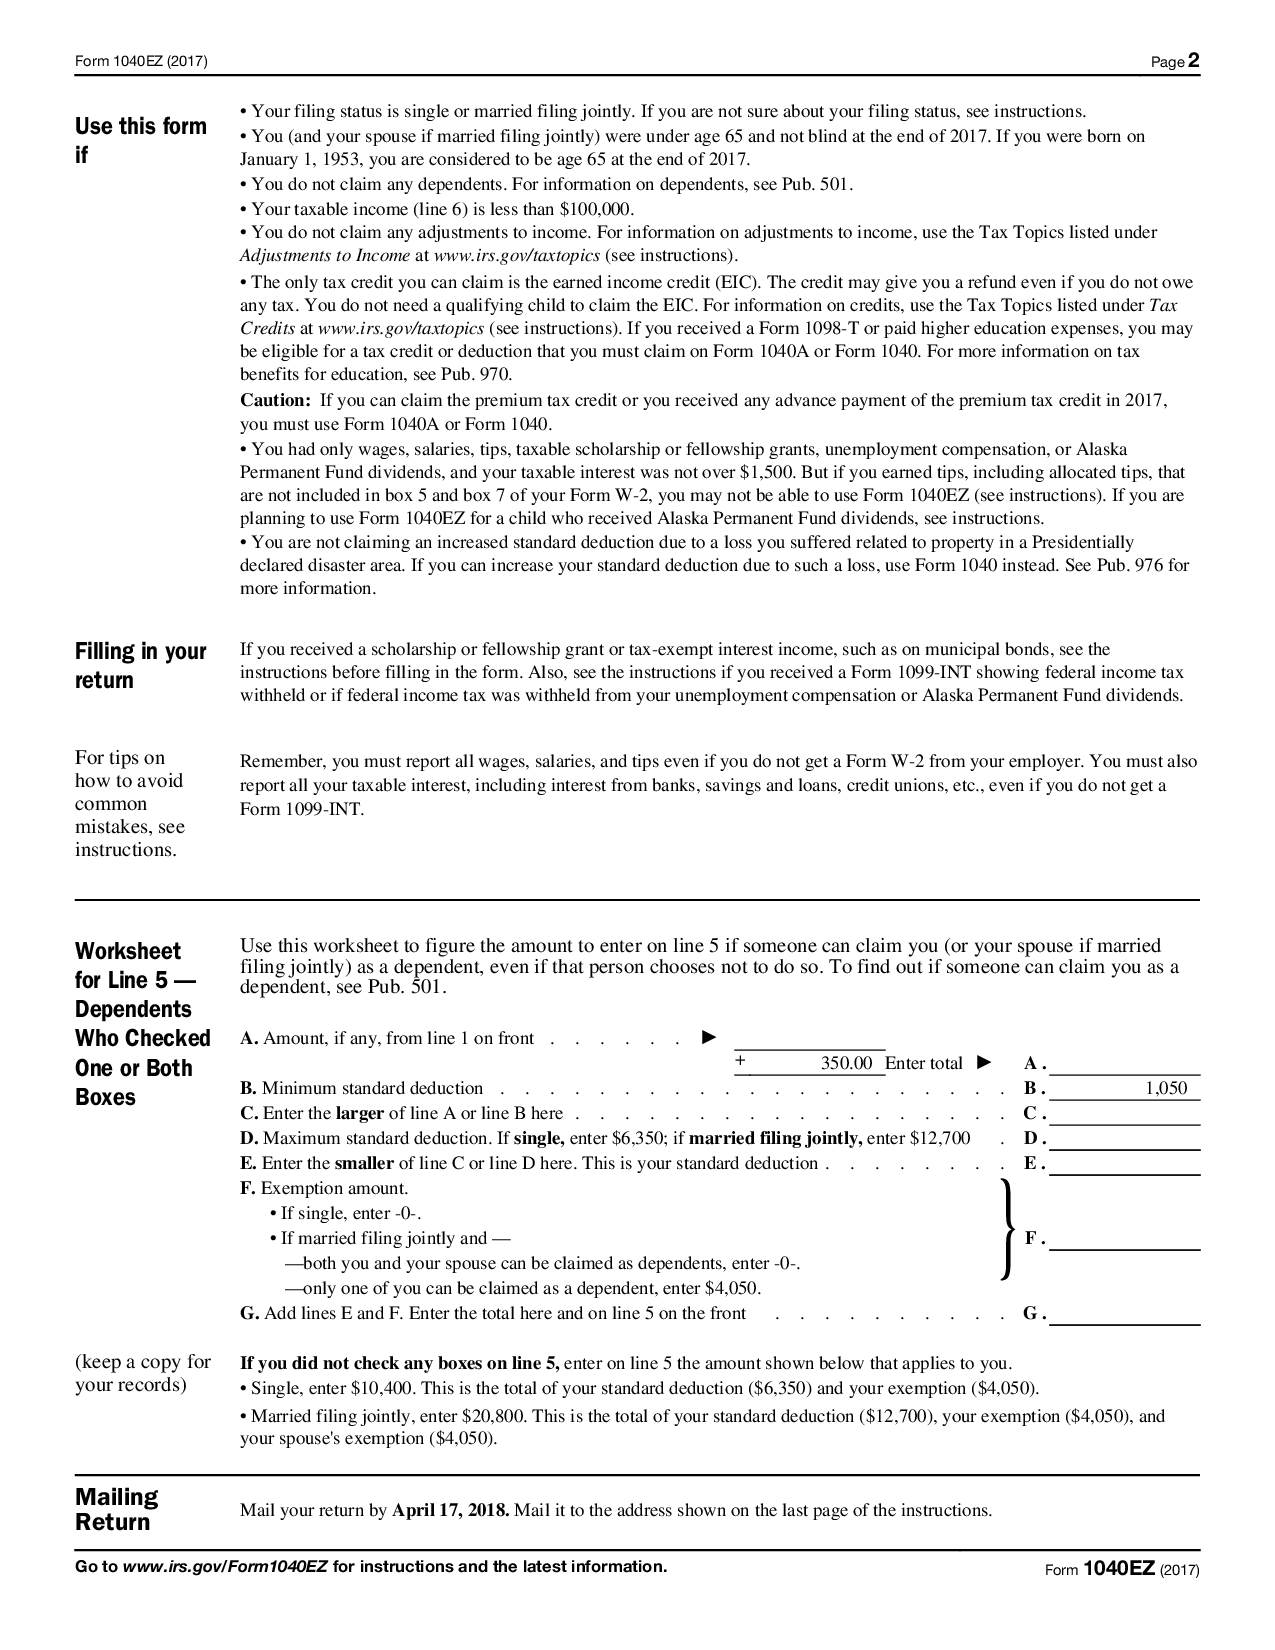 Form 1040EZ (2017) Page 2
Use this form
if
• Your filing status is single or married filing jointly. If you are not sure about your filing status, see instructions.
• You (and your spouse if married filing jointly) were under age 65 and not blind at the end of 2017. If you were born on
January 1, 1953, you are considered to be age 65 at the end of 2017.
• You do not claim any dependents. For information on dependents, see Pub. 501.
• Your taxable income (line 6) is less than $100,000.
• You do not claim any adjustments to income. For information on adjustments to income, use the Tax Topics listed under
Adjustments to Income at www.irs.gov/taxtopics (see instructions).
• The only tax credit you can claim is the earned income credit (EIC). The credit may give you a refund even if you do not owe
any tax. You do not need a qualifying child to claim the EIC. For information on credits, use the Tax Topics listed under Tax
Credits at www.irs.gov/taxtopics (see instructions). If you received a Form 1098-T or paid higher education expenses, you may
be eligible for a tax credit or deduction that you must claim on Form 1040A or Form 1040. For more information on tax
benefits for education, see Pub. 970.
Caution: If you can claim the premium tax credit or you received any advance payment of the premium tax credit in 2017,
you must use Form 1040A or Form 1040.
• You had only wages, salaries, tips, taxable scholarship or fellowship grants, unemployment compensation, or Alaska
Permanent Fund dividends, and your taxable interest was not over $1,500. But if you earned tips, including allocated tips, that
are not included in box 5 and box 7 of your Form W-2, you may not be able to use Form 1040EZ (see instructions). If you are
planning to use Form 1040EZ for a child who received Alaska Permanent Fund dividends, see instructions.
• You are not claiming an increased standard deduction due to a loss you suffered related to property in a Presidentially
declared disaster area. If you can increase your standard deduction due to such a loss, use Form 1040 instead. See Pub. 976 for
more information.
Filling in your
return
If you received a scholarship or fellowship grant or tax-exempt interest income, such as on municipal bonds, see the
instructions before filling in the form. Also, see the instructions if you received a Form 1099-INT showing federal income tax
withheld or if federal income tax was withheld from your unemployment compensation or Alaska Permanent Fund dividends.
For tips on
how to avoid
common
mistakes, see
instructions.
Remember, you must report all wages, salaries, and tips even if you do not get a Form W-2 from your employer. You must also
report all your taxable interest, including interest from banks, savings and loans, credit unions, etc., even if you do not get a
Form 1099-INT.
Worksheet
for Line 5 —
Dependents
Who Checked
One or Both
Boxes
Use this worksheet to figure the amount to enter on line 5 if someone can claim you (or your spouse if married
filing jointly) as a dependent, even if that person chooses not to do so. To find out if someone can claim you as a
dependent, see Pub. 501.
A. Amount, if any, from line 1 on front . . . . . . ▶
+ 350.00 Enter total ▶ A .
B. Minimum standard deduction . . . . . . . . . . . . . . . . . . . . . B . 1,050
C. Enter the larger of line A or line B here . . . . . . . . . . . . . . . . . . C .
D. Maximum standard deduction. If single, enter $6,350; if married filing jointly, enter $12,700 . D .
E. Enter the smaller of line C or line D here. This is your standard deduction . . . . . . . . E .
F. Exemption amount.
• If single, enter -0-.
• If married filing jointly and — } F .
—both you and your spouse can be claimed as dependents, enter -0-.
—only one of you can be claimed as a dependent, enter $4,050.
G. Add lines E and F. Enter the total here and on line 5 on the front . . . . . . . . . . G .
(keep a copy for
your records)
If you did not check any boxes on line 5, enter on line 5 the amount shown below that applies to you.
• Single, enter $10,400. This is the total of your standard deduction ($6,350) and your exemption ($4,050).
• Married filing jointly, enter $20,800. This is the total of your standard deduction ($12,700), your exemption ($4,050), and
your spouse's exemption ($4,050).
Mailing
Return
Mail your return by April 17, 2018. Mail it to the address shown on the last page of the instructions.
Go to www.irs.gov/Form1040EZ for instructions and the latest information. Form 1040EZ (2017)